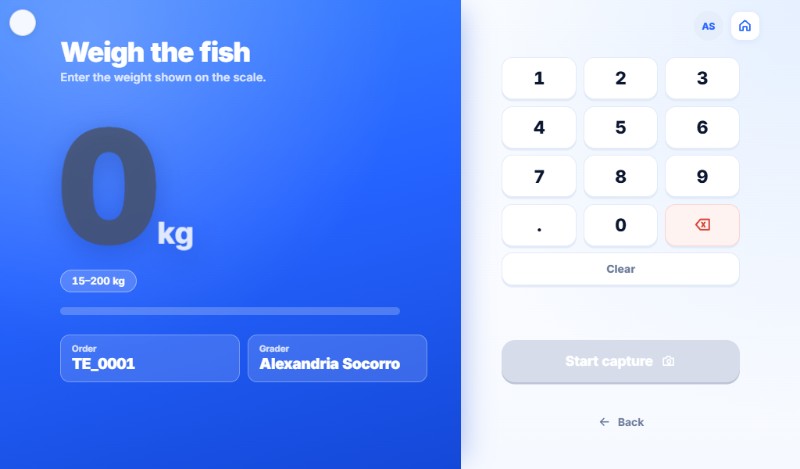 Weigh the fish
Enter the weight shown on the scale.
0 kg
15–200 kg
Order
TE_0001
Grader
Alexandria Socorro
AS
1 2 3
4 5 6
7 8 9
. 0
Clear
Start capture
Back